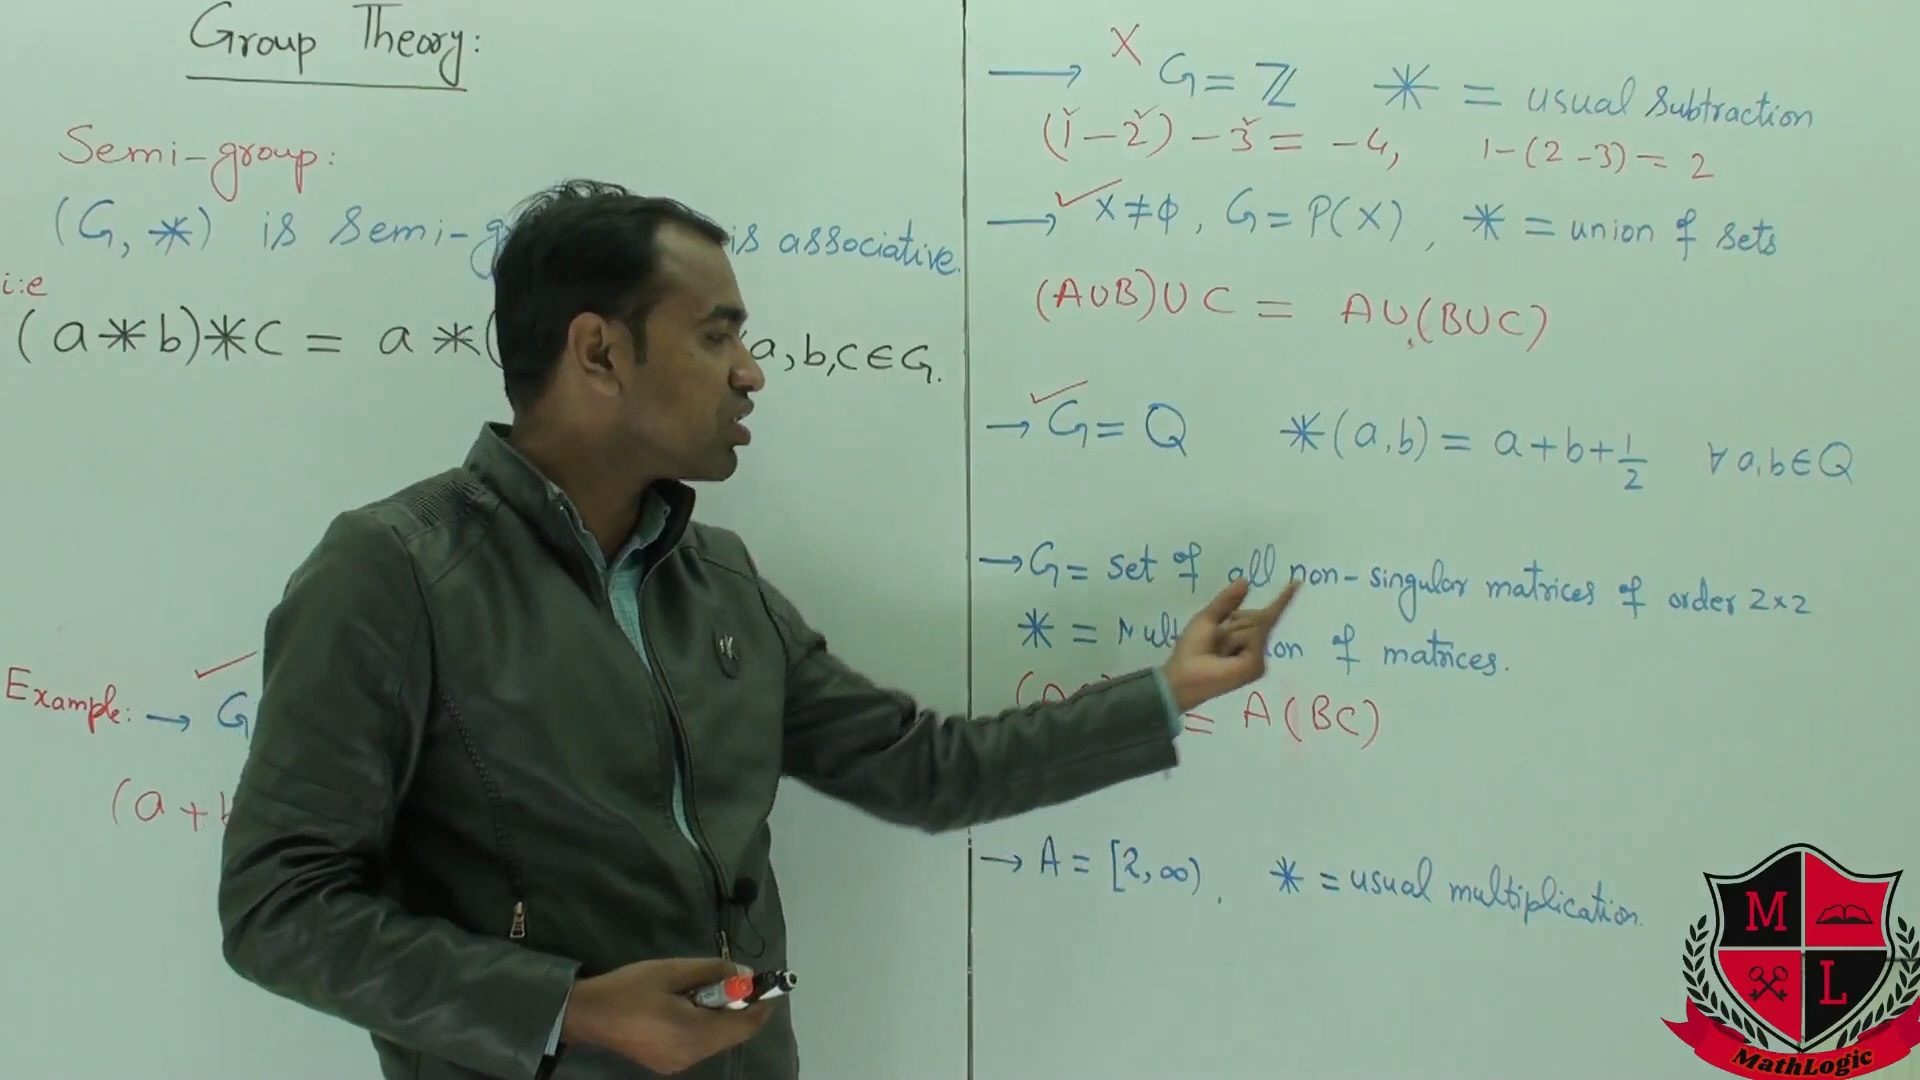 Group Theory:
Semi-group:
(G, *) is Semi- is associative.
i:e
(a * b) * c = a * ( a, b, c ∈ G.
Example: → ✓ G
(a +
→ X G = ℤ * = usual Subtraction
(1 - 2) - 3 = -4, 1-(2-3) = 2
→ ✓ X ≠ ϕ, G = P(X), * = union of sets
(A∪B)∪C = A∪(B∪C)
→ ✓ G = Q *(a,b) = a+b+1/2 ∀ a,b∈Q
→ G = set of all non-singular matrices of order 2×2
* = of matrices.
= A(BC)
→ A = [2,∞), * = usual multiplication.
M
L
MathLogic